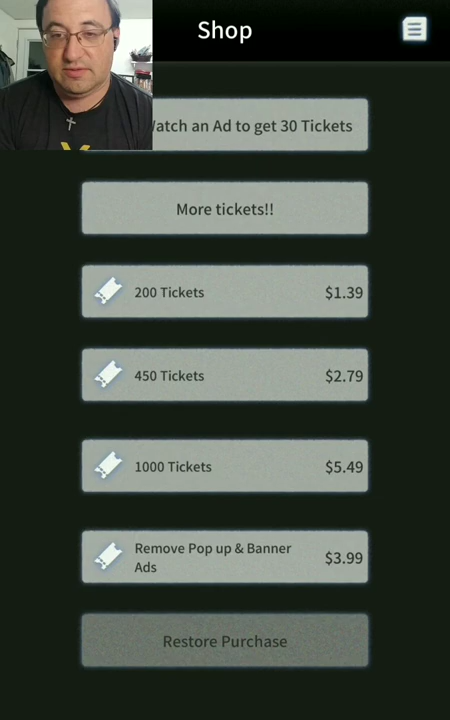 Shop
Watch an Ad to get 30 Tickets
More tickets!!
200 Tickets $1.39
450 Tickets $2.79
1000 Tickets $5.49
Remove Pop up & Banner
Ads $3.99
Restore Purchase